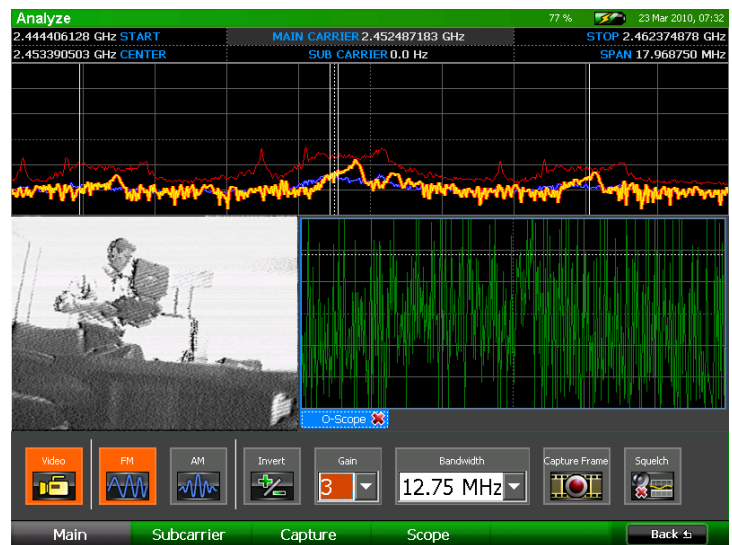 Analyze 77 % 23 Mar 2010, 07:32
2.444406128 GHz START MAIN CARRIER 2.452487183 GHz STOP 2.462374878 GHz
2.453390503 GHz CENTER SUB CARRIER 0.0 Hz SPAN 17.968750 MHz
O-Scope
Video FM AM Invert Gain Bandwidth Capture Frame Squelch
3 12.75 MHz
Main Subcarrier Capture Scope Back